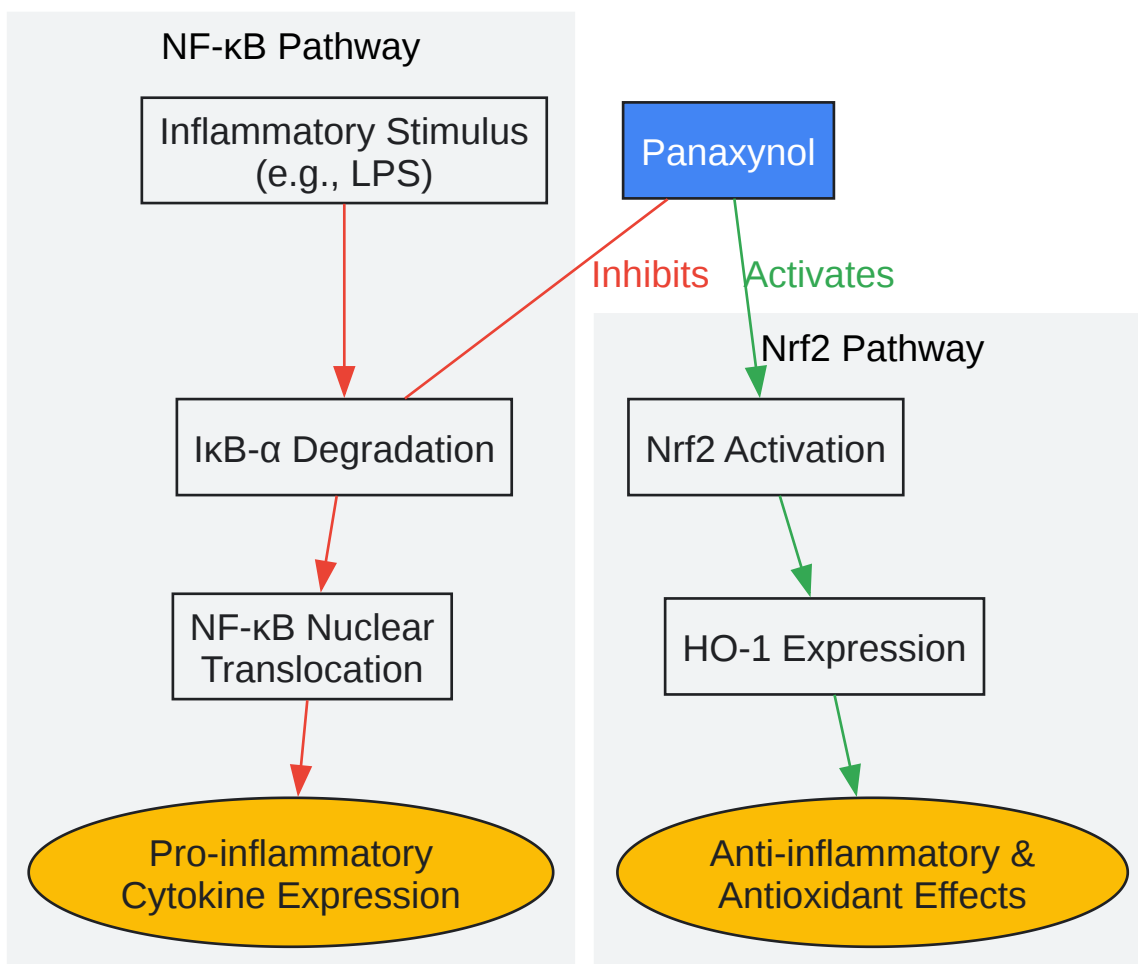 NF-κB Pathway
Inflammatory Stimulus
(e.g., LPS)
Panaxynol
Inhibits
Activates
Nrf2 Pathway
IκB-α Degradation
Nrf2 Activation
NF-κB Nuclear
Translocation
HO-1 Expression
Pro-inflammatory
Cytokine Expression
Anti-inflammatory &
Antioxidant Effects